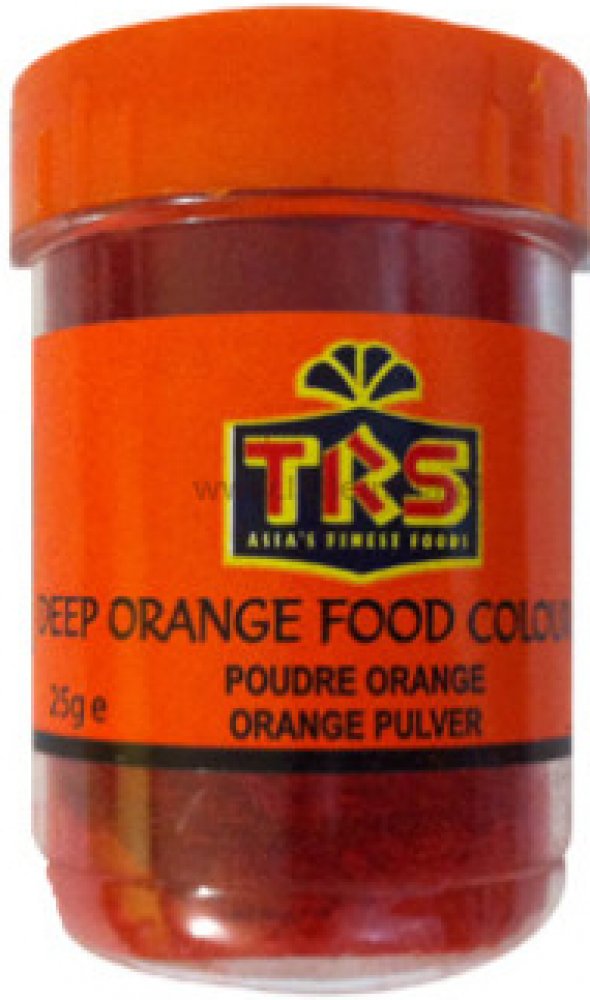 TRS
ASIA'S FINEST FOODS
DEEP ORANGE FOOD COLOU
POUDRE ORANGE
25g e
ORANGE PULVER